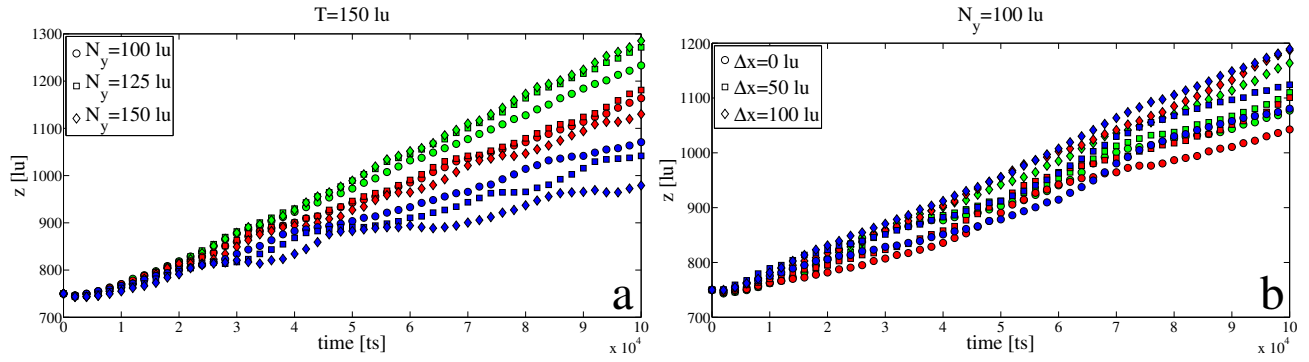 T=150 lu
1300
1200
1100
1000
900
800
700
z [lu]
N_y=100 lu
N_y=125 lu
N_y=150 lu
a
0 1 2 3 4 5 6 7 8 9 10
x 10^4
time [ts]
N_y=100 lu
1200
1100
1000
900
800
700
z [lu]
Δx=0 lu
Δx=50 lu
Δx=100 lu
b
0 1 2 3 4 5 6 7 8 9 10
x 10^4
time [ts]